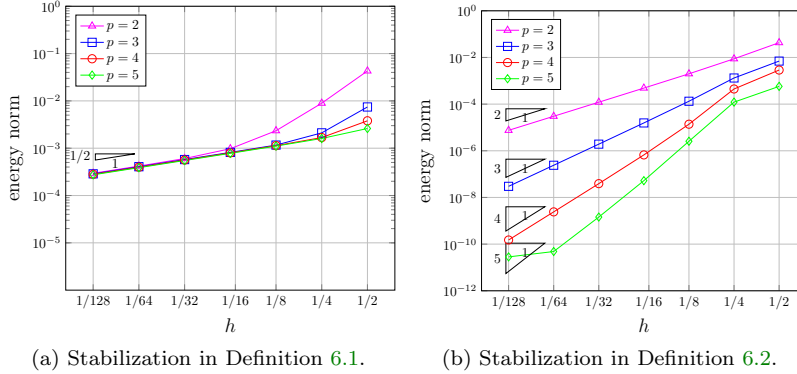 10^0
10^-1
10^-2
10^-3
10^-4
10^-5
energy norm
p = 2
p = 3
p = 4
p = 5
1/2
1
1/128 1/64 1/32 1/16 1/8 1/4 1/2
h
(a) Stabilization in Definition 6.1.
10^0
10^-2
10^-4
10^-6
10^-8
10^-10
10^-12
energy norm
p = 2
p = 3
p = 4
p = 5
2
1
3
1
4
1
5
1
1/128 1/64 1/32 1/16 1/8 1/4 1/2
h
(b) Stabilization in Definition 6.2.